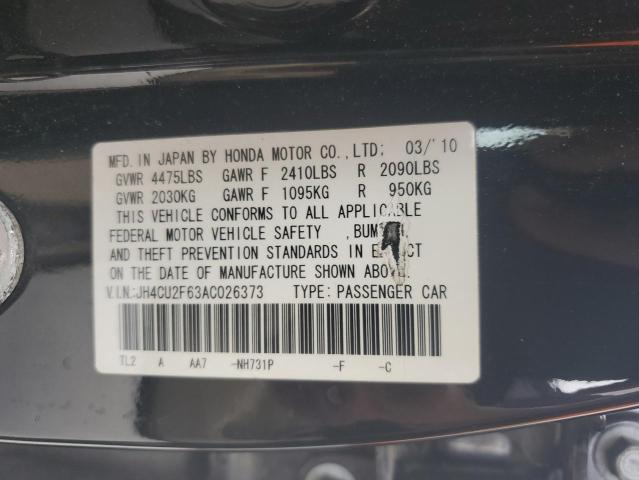 MFD. IN JAPAN BY HONDA MOTOR CO.,LTD; 03/'10
GVWR 4475LBS GAWR F 2410LBS R 2090LBS
GVWR 2030KG GAWR F 1095KG R 950KG
THIS VEHICLE CONFORMS TO ALL APPLICABLE
FEDERAL MOTOR VEHICLE SAFETY ,
AND THEFT PREVENTION STANDARDS IN
ON THE DATE OF MANUFACTURE SHOWN ABOVE.
V.I.N.:JH4CU2F63AC026373 TYPE: PASSENGER CAR
TL2 A AA7 -NH731P -F -C